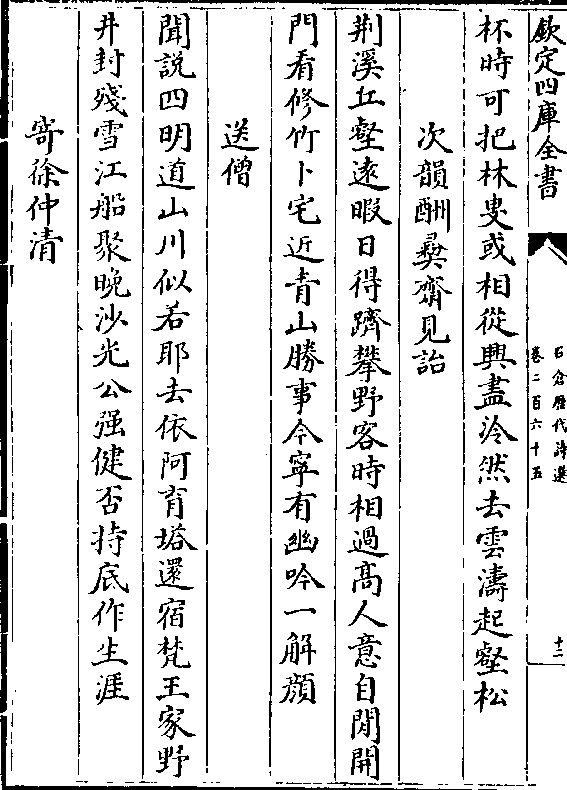 欽定四庫全書
石倉歷代詩選
卷二百六十五
十二
杯時可把林叟或相從興盡泠然去雲濤起壑松
次韻酬彛齋見詒
荆溪丘壑遠暇日得躋攀野客時相過髙人意自閒開
門看修竹卜宅近青山勝事今寧有幽吟一解顔
送僧
聞説四明道山川似若耶去依阿育塔還宿梵王家野
井封殘雪江船聚晚沙光公强健否持底作生涯
寄徐仲清